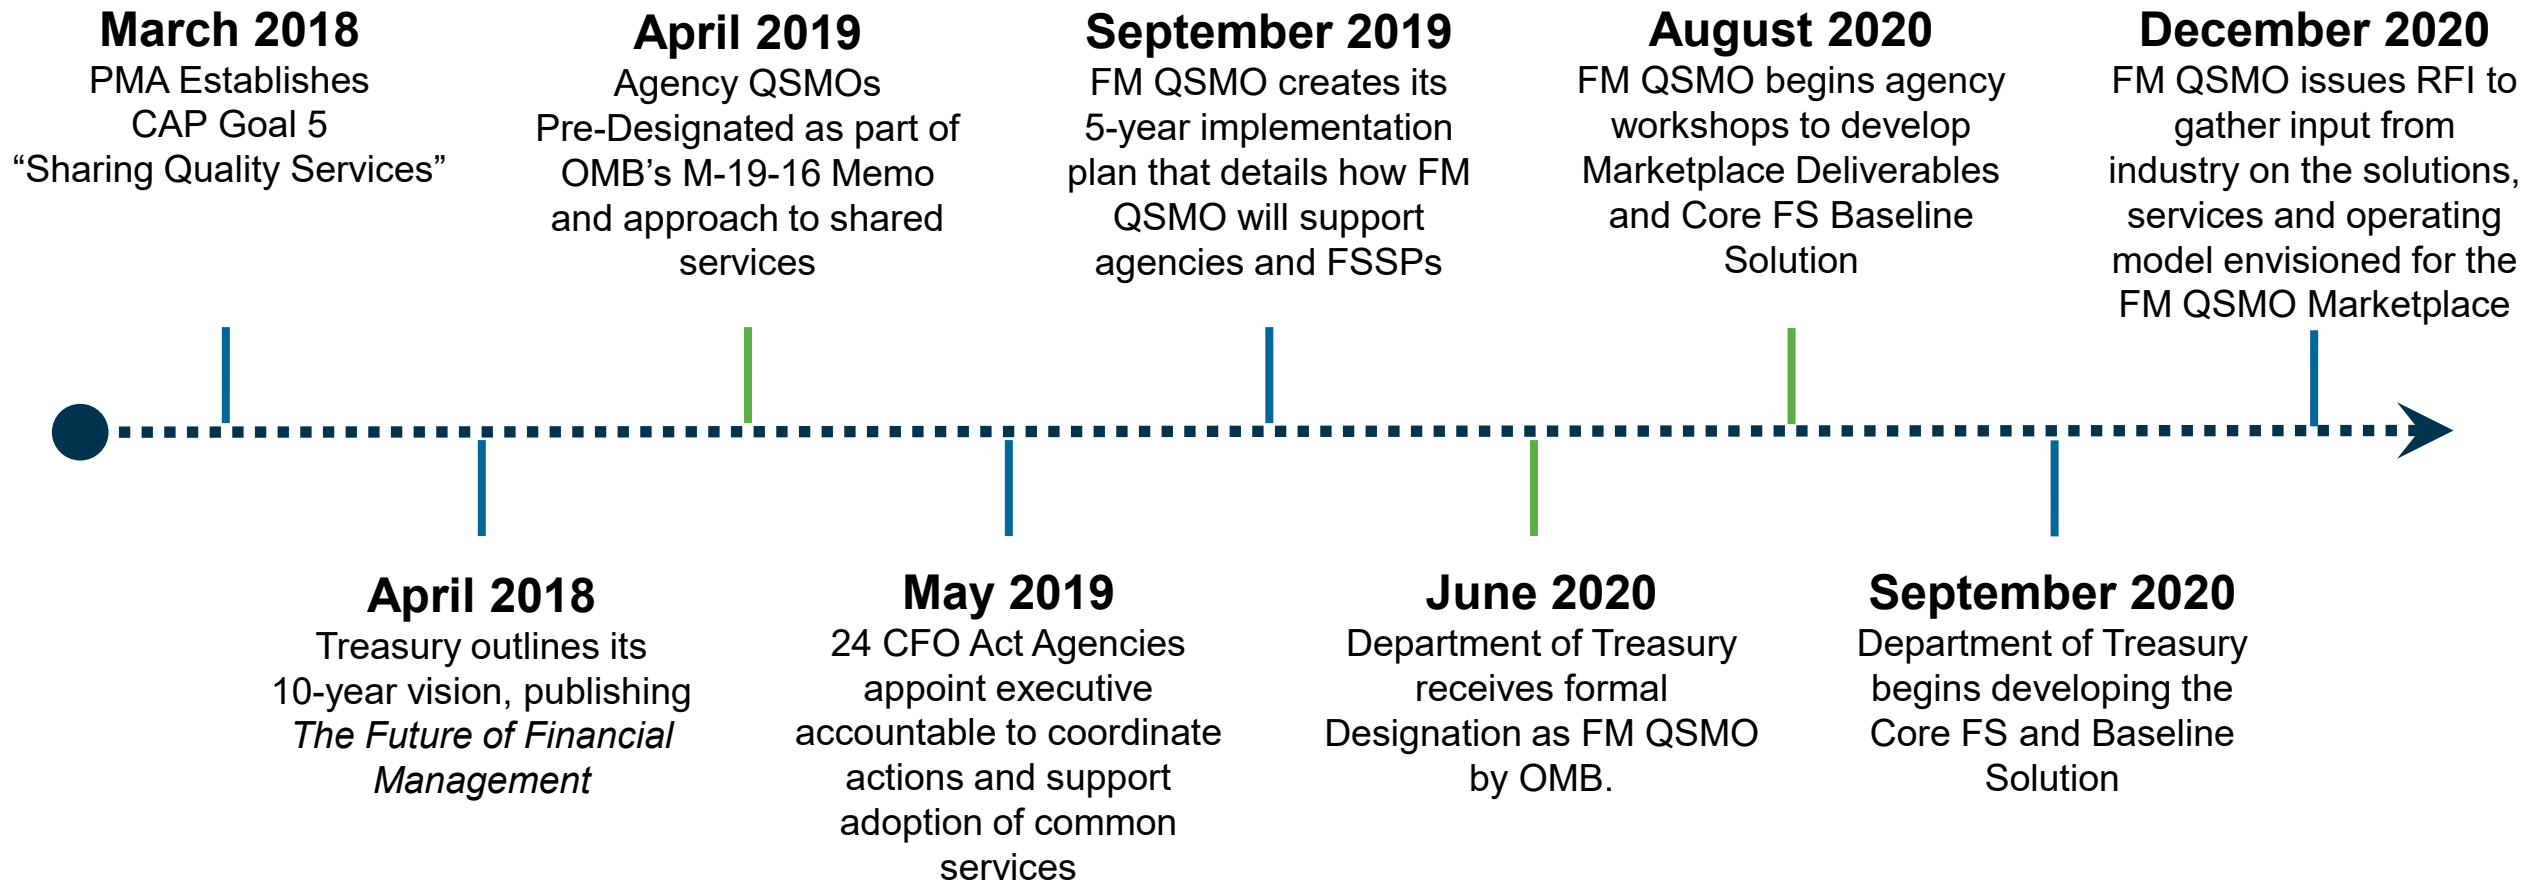 March 2018
PMA Establishes
CAP Goal 5
“Sharing Quality Services”
April 2019
Agency QSMOs
Pre-Designated as part of
OMB’s M-19-16 Memo
and approach to shared
services
September 2019
FM QSMO creates its
5-year implementation
plan that details how FM
QSMO will support
agencies and FSSPs
August 2020
FM QSMO begins agency
workshops to develop
Marketplace Deliverables
and Core FS Baseline
Solution
December 2020
FM QSMO issues RFI to
gather input from
industry on the solutions,
services and operating
model envisioned for the
FM QSMO Marketplace
April 2018
Treasury outlines its
10-year vision, publishing
The Future of Financial
Management
May 2019
24 CFO Act Agencies
appoint executive
accountable to coordinate
actions and support
adoption of common
services
June 2020
Department of Treasury
receives formal
Designation as FM QSMO
by OMB.
September 2020
Department of Treasury
begins developing the
Core FS and Baseline
Solution